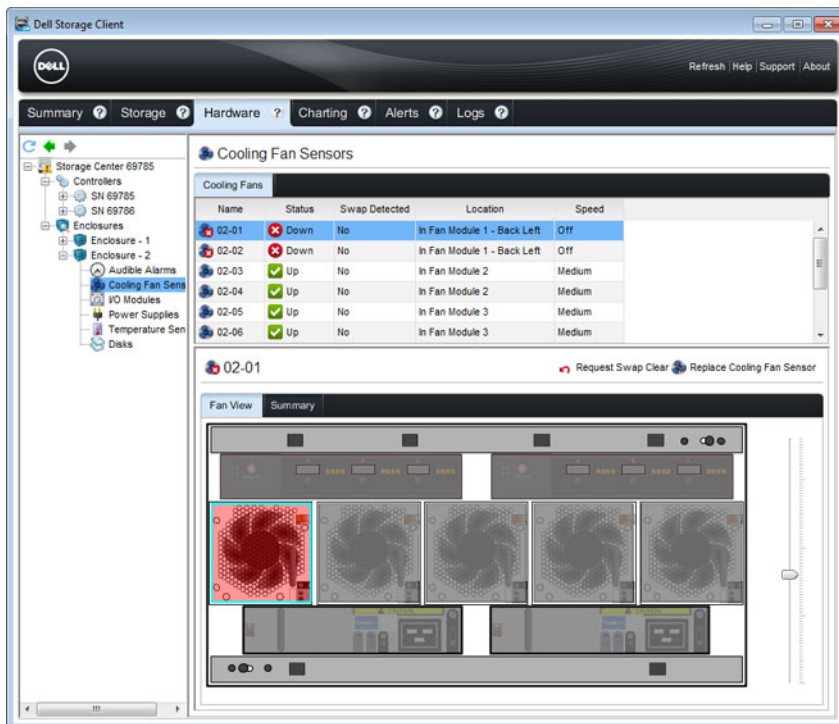 Dell Storage Client
DELL
Refresh | Help | Support | About
Summary ? Storage ? Hardware ? Charting ? Alerts ? Logs ?
Storage Center 69785
Controllers
SN 69785
SN 69786
Enclosures
Enclosure - 1
Enclosure - 2
Audible Alarms
Cooling Fan Sens
I/O Modules
Power Supplies
Temperature Sen
Disks
Cooling Fan Sensors
Cooling Fans
Name Status Swap Detected Location Speed
02-01 Down No In Fan Module 1 - Back Left Off
02-02 Down No In Fan Module 1 - Back Left Off
02-03 Up No In Fan Module 2 Medium
02-04 Up No In Fan Module 2 Medium
02-05 Up No In Fan Module 3 Medium
02-06 Up No In Fan Module 3 Medium
02-01 Request Swap Clear Replace Cooling Fan Sensor
Fan View Summary